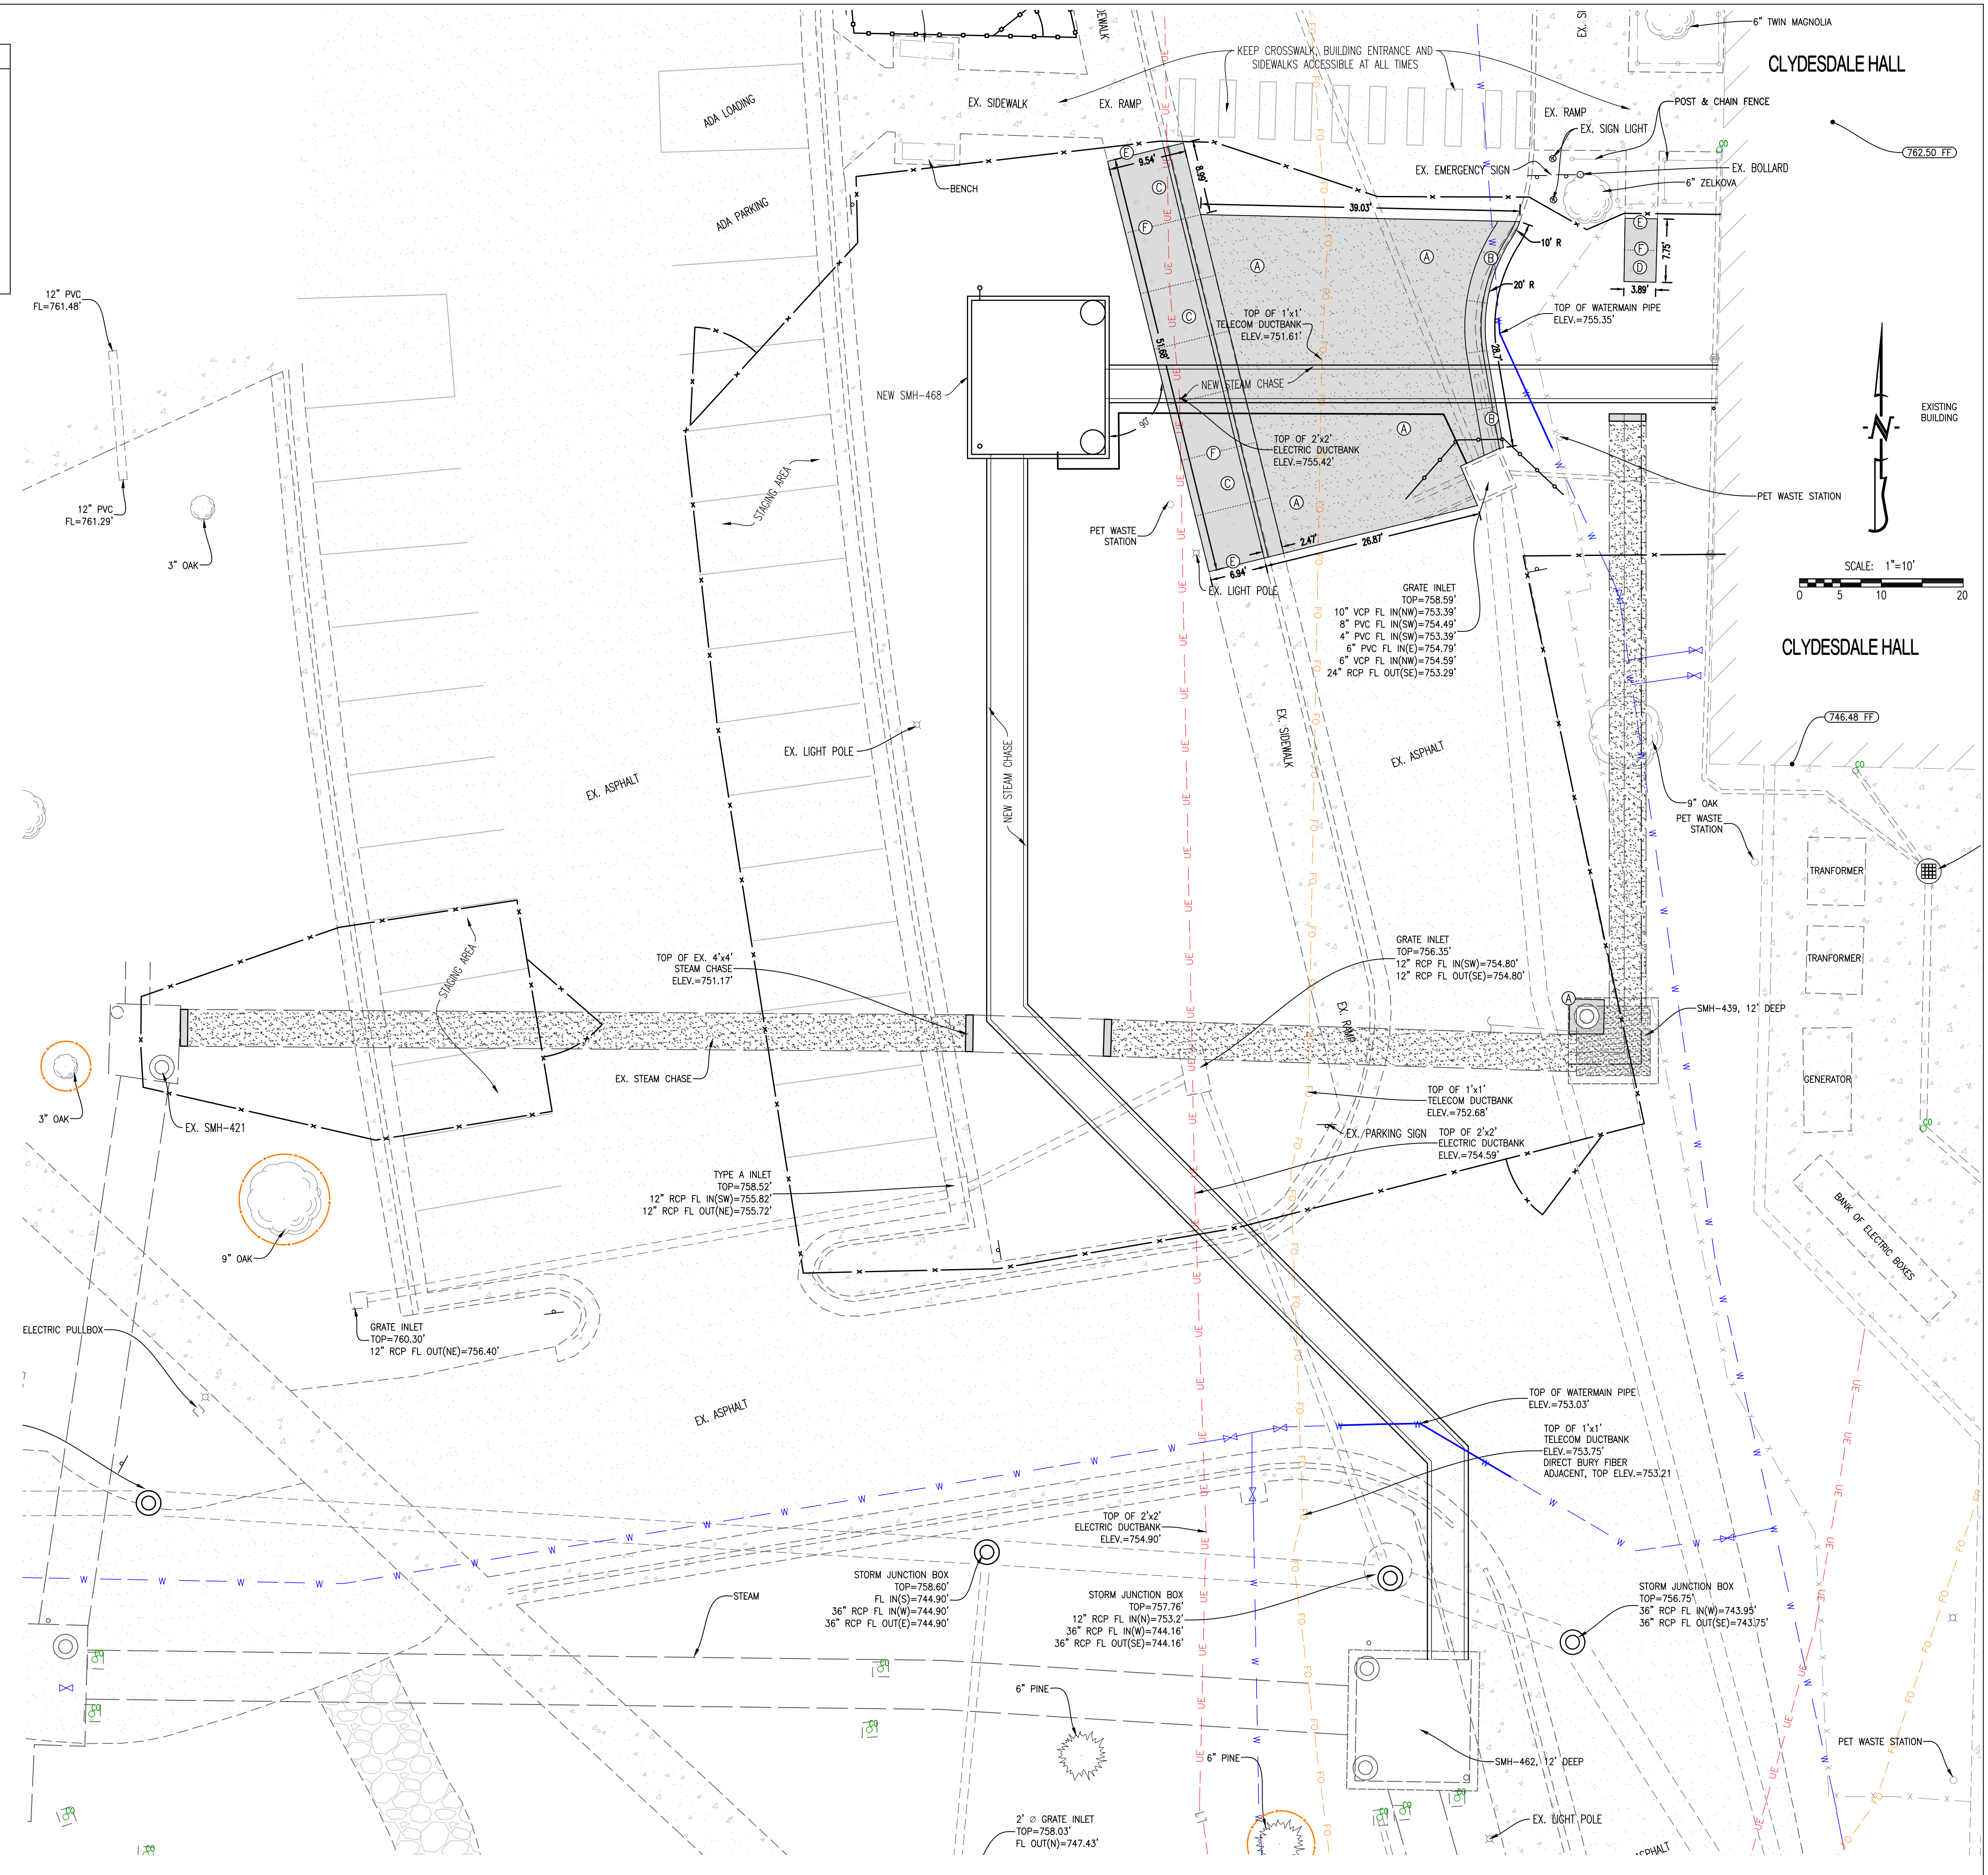 6" TWIN MAGNOLIA
CLYDESDALE HALL
KEEP CROSSWALK, BUILDING ENTRANCE AND
SIDEWALKS ACCESSIBLE AT ALL TIMES
EX. SIDEWALK
EX. RAMP
EX. RAMP
POST & CHAIN FENCE
EX. SIGN LIGHT
762.50 FF
EX. EMERGENCY SIGN
EX. BOLLARD
6" ZELKOVA
ADA LOADING
ADA PARKING
BENCH
CO
E
9.54'
8.99'
C
F
39.03'
A
A
B
10' R
20' R
E
F
D
7.75'
3.89'
TOP OF WATERMAIN PIPE
ELEV.=755.35'
12" PVC
FL=761.48'
12" PVC
FL=761.29'
3" OAK
C
TOP OF 1'x1'
TELECOM DUCTBANK
ELEV.=751.61'
51.68'
28.7'
NEW SMH-468
NEW STEAM CHASE
90°
A
B
TOP OF 2'x2'
ELECTRIC DUCTBANK
ELEV.=755.42'
F
C
A
STAGING AREA
PET WASTE
STATION
PET WASTE STATION
E
2.47'
6.94'
26.87'
EX. LIGHT POLE
EXISTING
BUILDING
N
SCALE: 1"=10'
0 5 10 20
CLYDESDALE HALL
GRATE INLET
TOP=758.59'
10" VCP FL IN(NW)=753.39'
8" PVC FL IN(SW)=754.49'
4" PVC FL IN(SW)=753.39'
6" PVC FL IN(E)=754.79'
6" VCP FL IN(NW)=754.59'
24" RCP FL OUT(SE)=753.29'
746.48 FF
CO
EX. SIDEWALK
EX. ASPHALT
EX. LIGHT POLE
NEW STEAM CHASE
EX. ASPHALT
9" OAK
PET WASTE
STATION
TRANFORMER
TRANFORMER
GENERATOR
CO
STAGING AREA
TOP OF EX. 4'x4'
STEAM CHASE
ELEV.=751.17'
GRATE INLET
TOP=756.35'
12" RCP FL IN(SW)=754.80'
12" RCP FL OUT(SE)=754.80'
A
SMH-439, 12' DEEP
EX. RAMP
EX. STEAM CHASE
TOP OF 1'x1'
TELECOM DUCTBANK
ELEV.=752.68'
EX. PARKING SIGN
TOP OF 2'x2'
ELECTRIC DUCTBANK
ELEV.=754.59'
3" OAK
EX. SMH-421
9" OAK
TYPE A INLET
TOP=758.52'
12" RCP FL IN(SW)=755.82'
12" RCP FL OUT(NE)=755.72'
BANK OF ELECTRIC BOXES
ELECTRIC PULLBOX
GRATE INLET
TOP=760.30'
12" RCP FL OUT(NE)=756.40'
EX. ASPHALT
TOP OF WATERMAIN PIPE
ELEV.=753.03'
TOP OF 1'x1'
TELECOM DUCTBANK
ELEV.=753.75'
DIRECT BURY FIBER
ADJACENT, TOP ELEV.=753.21
TOP OF 2'x2'
ELECTRIC DUCTBANK
ELEV.=754.90'
STEAM
STORM JUNCTION BOX
TOP=758.60'
FL IN(S)=744.90'
36" RCP FL IN(W)=744.90'
36" RCP FL OUT(E)=744.90'
STORM JUNCTION BOX
TOP=757.76'
12" RCP FL IN(N)=753.2'
36" RCP FL IN(W)=744.16'
36" RCP FL OUT(SE)=744.16'
STORM JUNCTION BOX
TOP=756.75'
36" RCP FL IN(W)=743.95'
36" RCP FL OUT(SE)=743.75'
6" PINE
6" PINE
SMH-462, 12' DEEP
PET WASTE STATION
EX. LIGHT POLE
2' Ø GRATE INLET
TOP=758.03'
FL OUT(N)=747.43'
UE
FO
W
CO